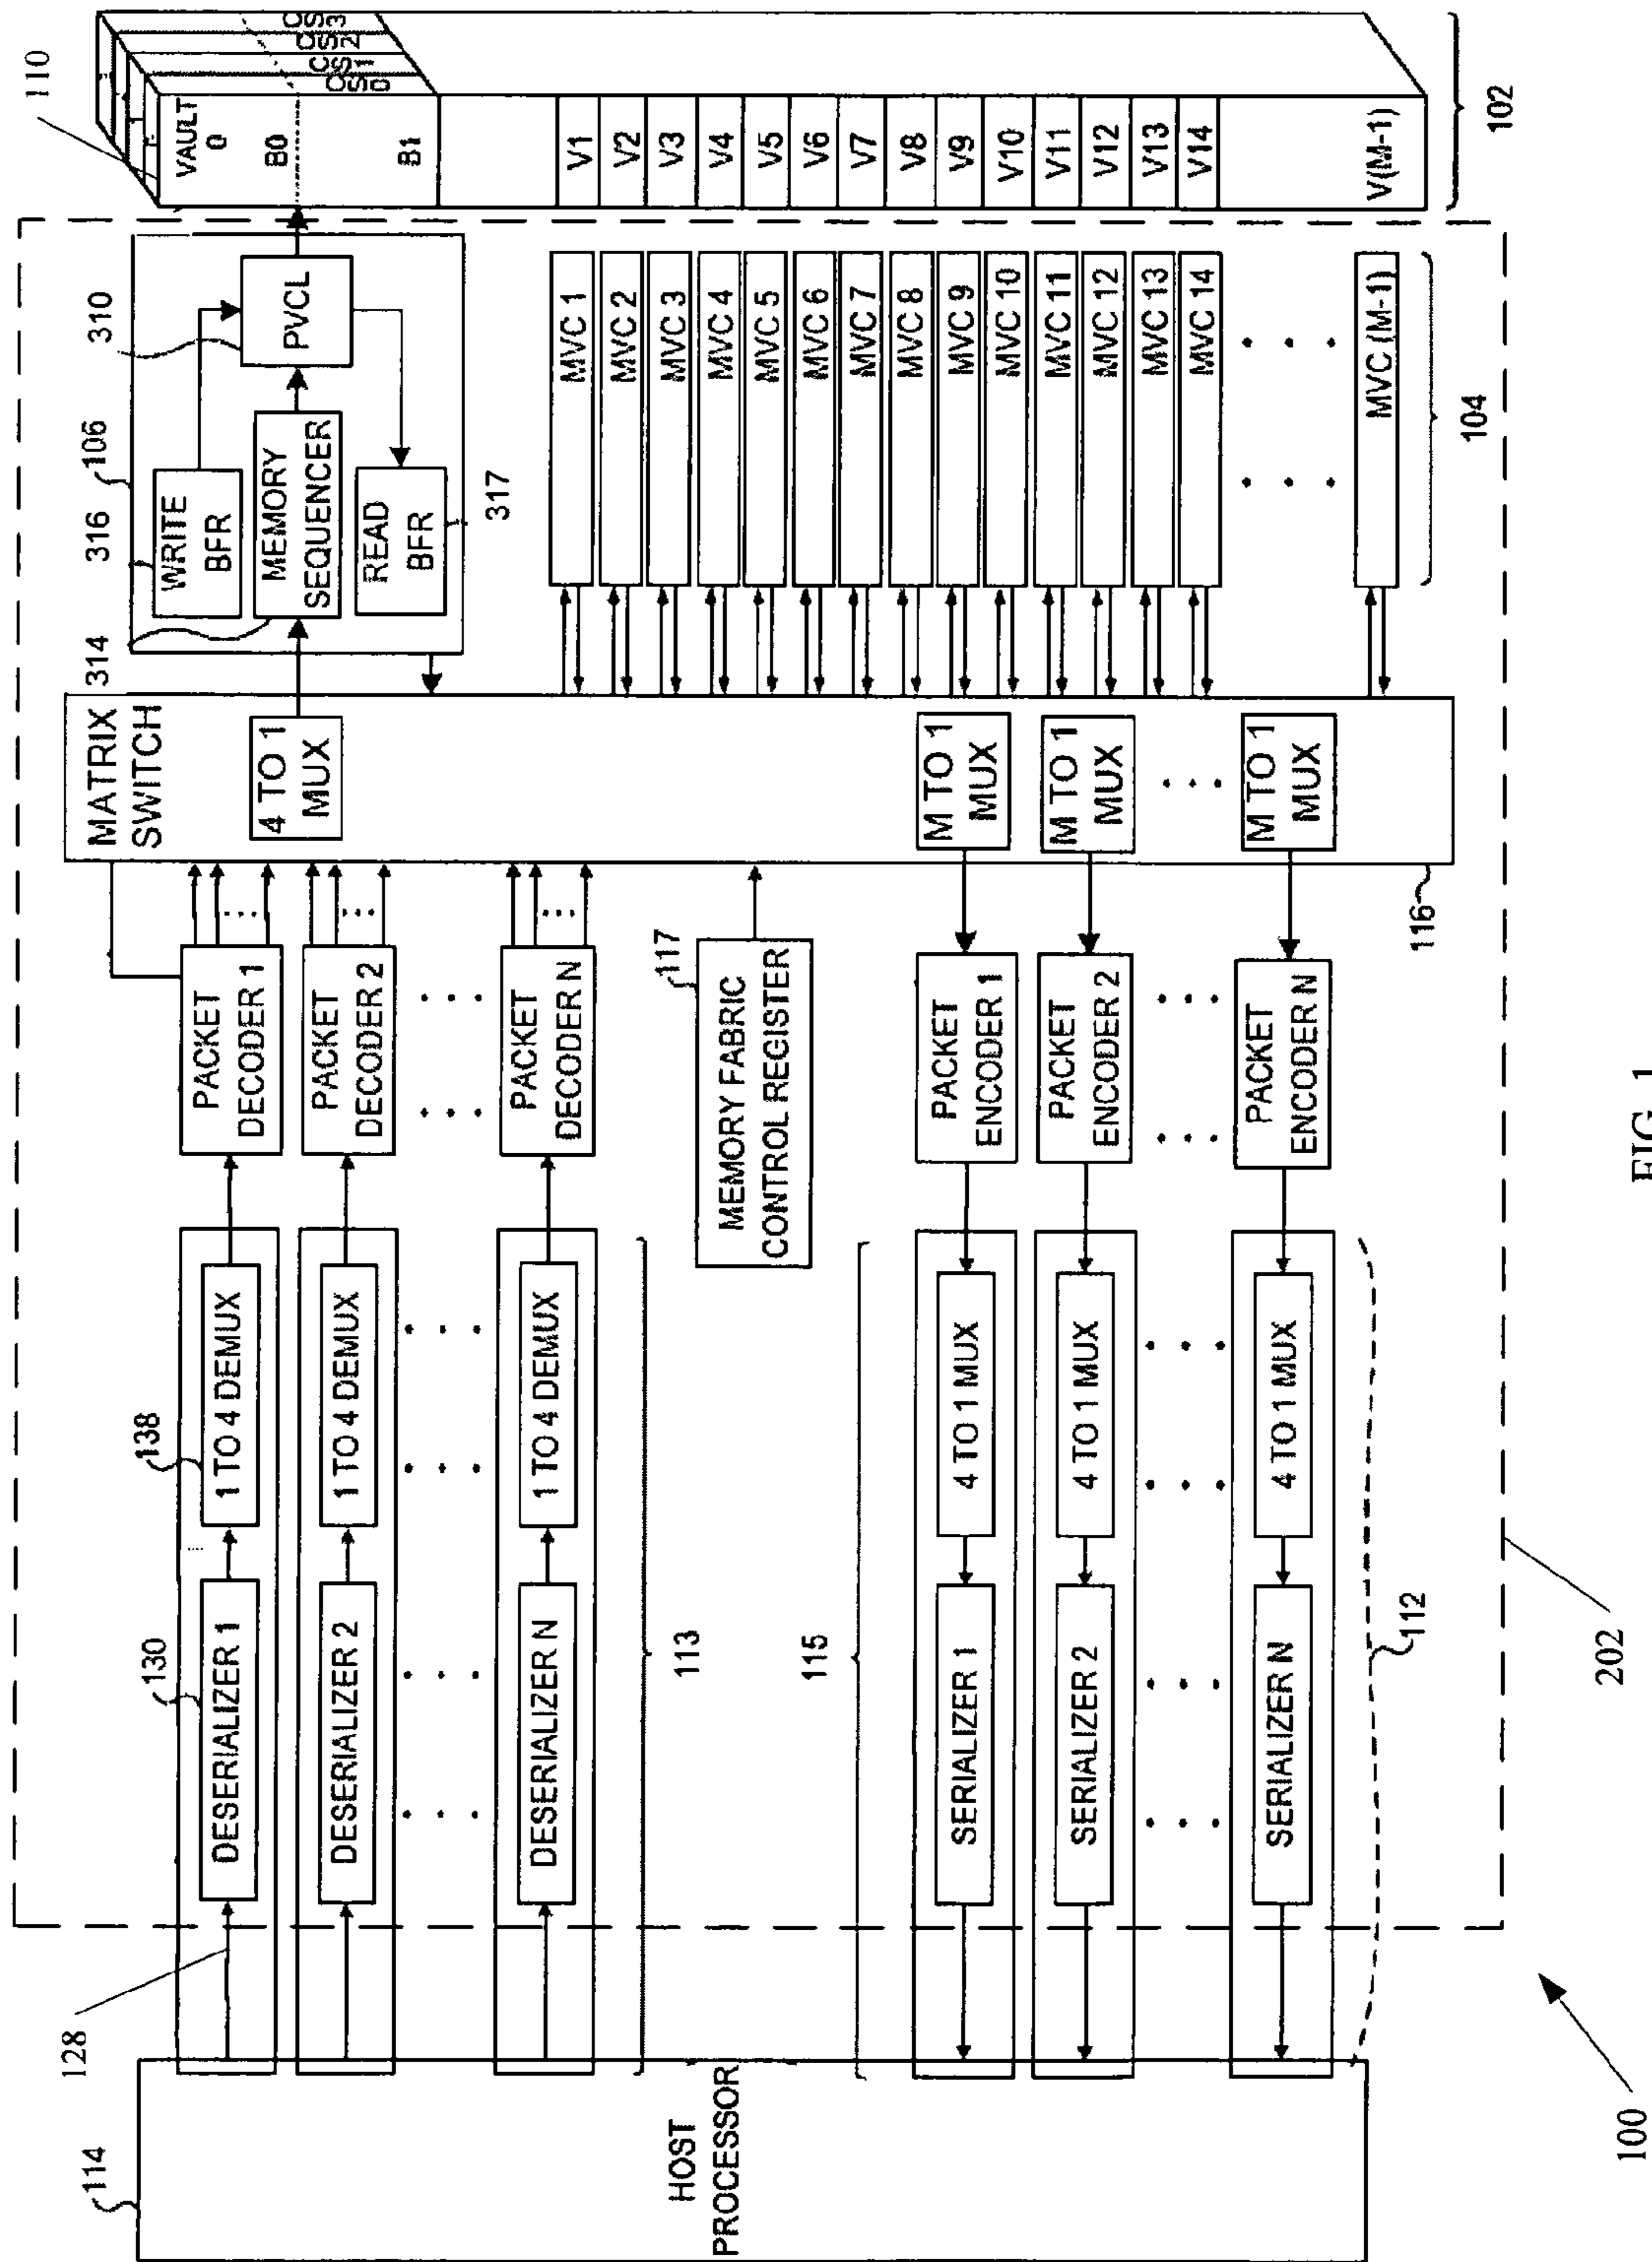 114
HOST
PROCESSOR
128
130
138
DESERIALIZER 1
1 TO 4 DEMUX
DESERIALIZER 2
1 TO 4 DEMUX
DESERIALIZER N
1 TO 4 DEMUX
113
115
SERIALIZER 1
4 TO 1 MUX
SERIALIZER 2
4 TO 1 MUX
SERIALIZER N
4 TO 1 MUX
112
PACKET
DECODER 1
PACKET
DECODER 2
PACKET
DECODER N
117
MEMORY FABRIC
CONTROL REGISTER
PACKET
ENCODER 1
PACKET
ENCODER 2
PACKET
ENCODER N
MATRIX
SWITCH
4 TO 1
MUX
M TO 1
MUX
M TO 1
MUX
M TO 1
MUX
116
314
316
106
310
WRITE
BFR
MEMORY
SEQUENCER
READ
BFR
PVCL
317
MVC 1
MVC 2
MVC 3
MVC 4
MVC 5
MVC 6
MVC 7
MVC 8
MVC 9
MVC 10
MVC 11
MVC 12
MVC 13
MVC 14
MVC (M-1)
104
110
VAULT
0
B0
B1
CS0
CS1
CS2
CS3
V1
V2
V3
V4
V5
V6
V7
V8
V9
V10
V11
V12
V13
V14
V(M-1)
102
202
100
FIG. 1